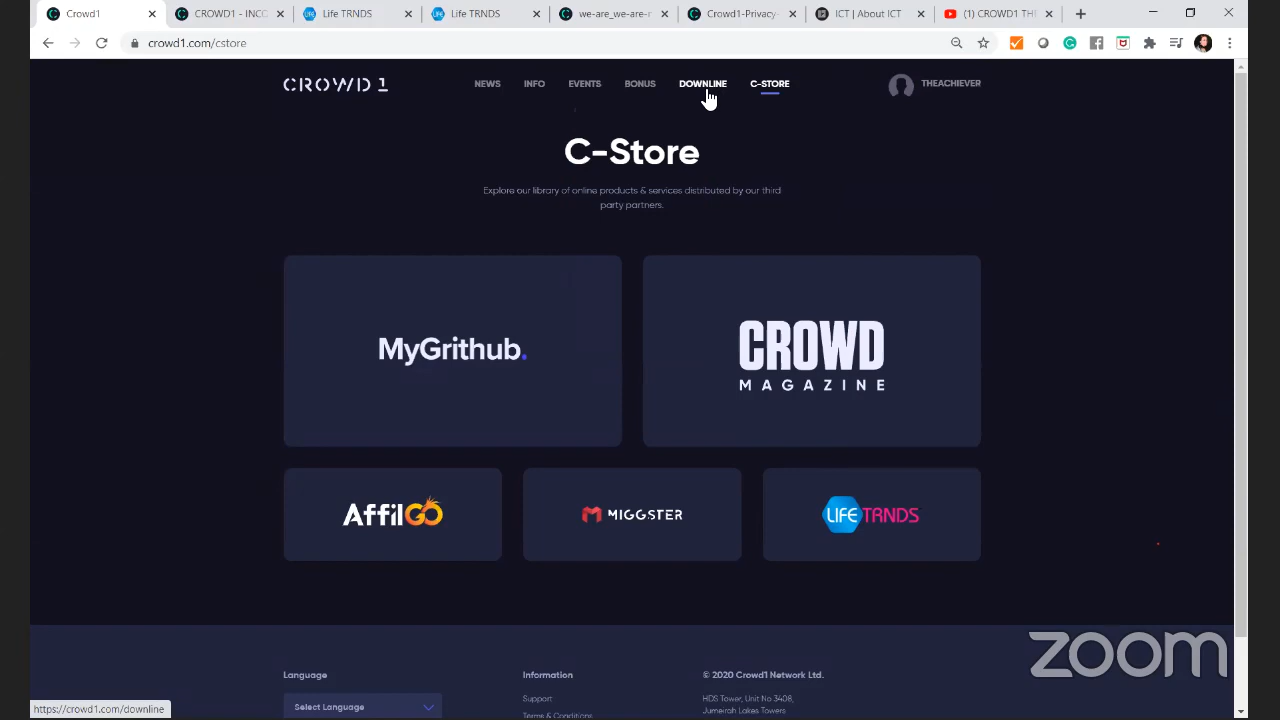 Crowd1
CROWD1 - INCC
Life TRNDS
Life TRNDS
we-are_we-are-r
Crowd1 Privacy
ICT | About ICT
CROWD1 THE
crowd1.com/cstore
CROWD 1
NEWS
INFO
EVENTS
BONUS
DOWNLINE
C-STORE
THEACHIEVER
C-Store
Explore our library of online products & services distributed by our third
party partners.
MyGrithub.
CROWD
MAGAZINE
AffilGO
MIGGSTER
LIFE TRNDS
Language
Information
© 2020 Crowd1 Network Ltd.
Select Language
Support
Terms & Conditions
HDS Tower, Unit No 3408,
Jumeirah Lakes Towers
zoom
https://crowd1.com/downline